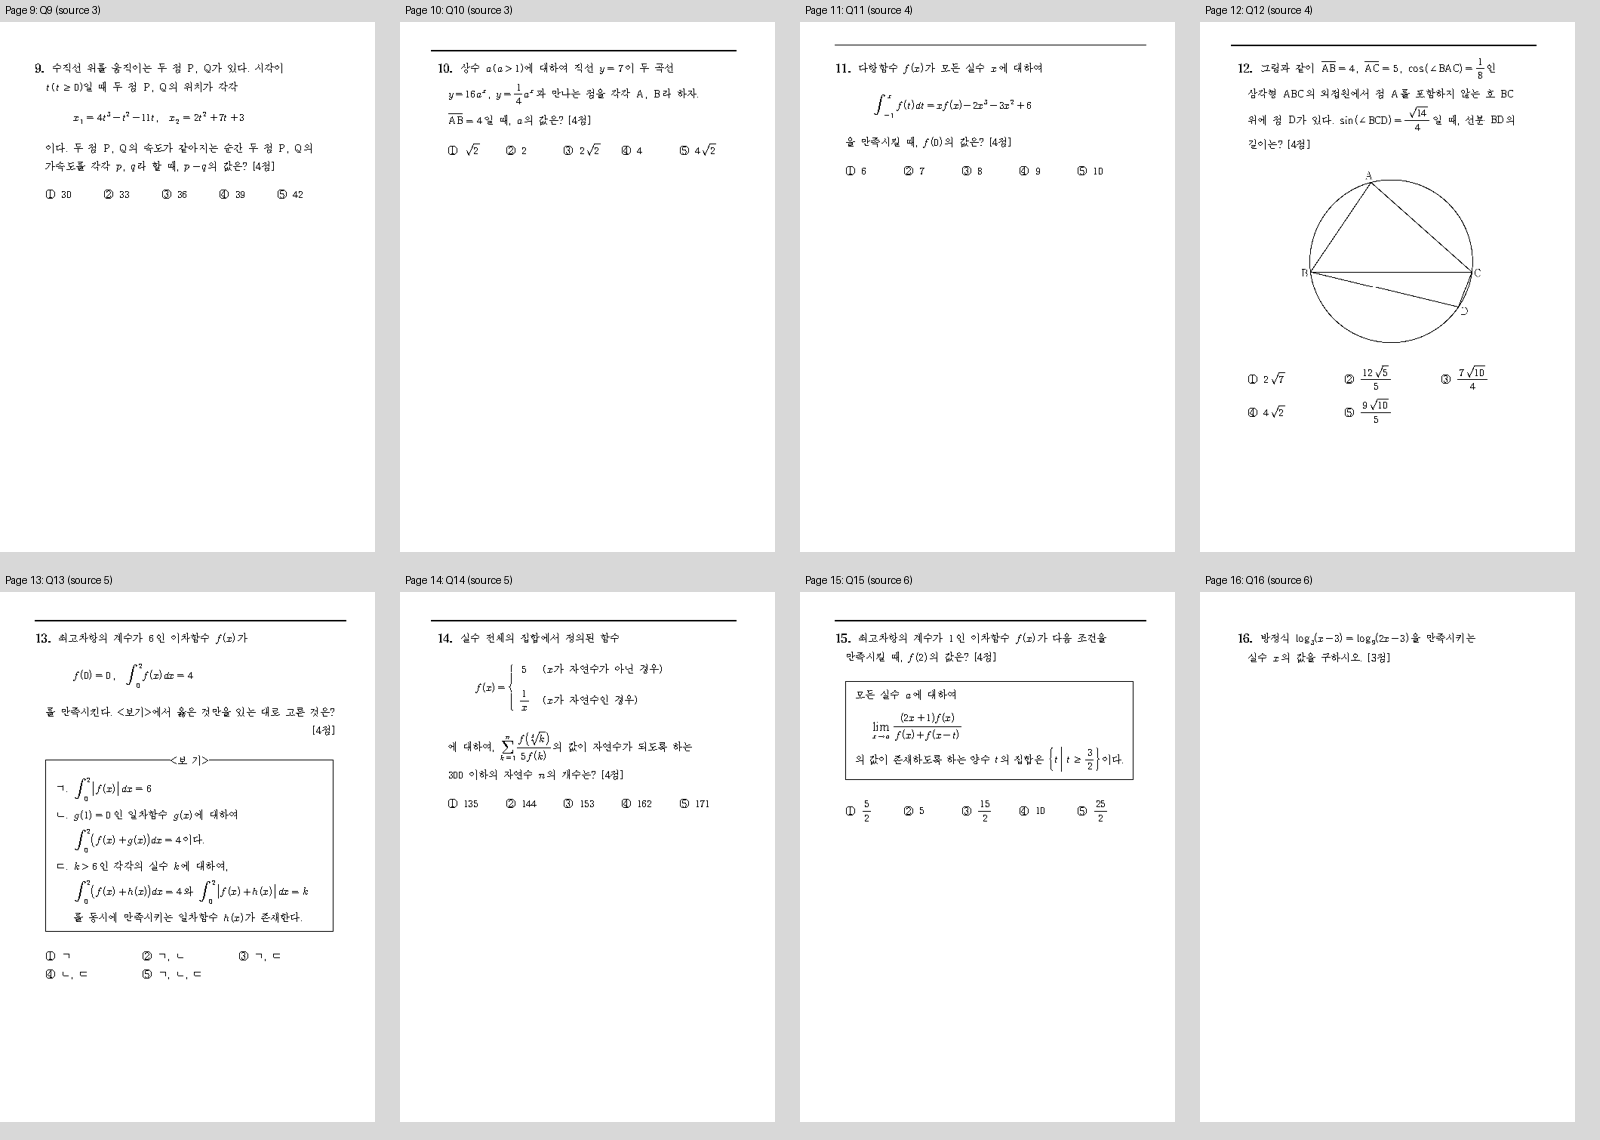 Page 9: Q9 (source 3)
9. 수직선 위를 움직이는 두 점 P, Q가 있다. 시각이
t(t ≥ 0)일 때 두 점 P, Q의 위치가 각각
x₁ = 4t³ − t² − 11t, x₂ = 2t² + 7t + 3
이다. 두 점 P, Q의 속도가 같아지는 순간 두 점 P, Q의
가속도를 각각 p, q라 할 때, p − q의 값은? [4점]
① 30 ② 33 ③ 36 ④ 39 ⑤ 42
Page 10: Q10 (source 3)
10. 상수 a(a > 1)에 대하여 직선 y = 7이 두 곡선
y = 16aˣ, y = 1/4 aˣ과 만나는 점을 각각 A, B라 하자.
AB = 4일 때, a의 값은? [4점]
① √2 ② 2 ③ 2√2 ④ 4 ⑤ 4√2
Page 11: Q11 (source 4)
11. 다항함수 f(x)가 모든 실수 x에 대하여
∫₋₁ˣ f(t)dt = xf(x) − 2x³ − 3x² + 6
을 만족시킬 때, f(0)의 값은? [4점]
① 6 ② 7 ③ 8 ④ 9 ⑤ 10
Page 12: Q12 (source 4)
12. 그림과 같이 AB = 4, AC = 5, cos(∠BAC) = 1/8인
삼각형 ABC의 외접원에서 점 A를 포함하지 않는 호 BC
위에 점 D가 있다. sin(∠BCD) = √14/4 일 때, 선분 BD의
길이는? [4점]
A
B
C
D
① 2√7 ② 12√5/5 ③ 7√10/4
④ 4√2 ⑤ 9√10/5
Page 13: Q13 (source 5)
13. 최고차항의 계수가 6인 이차함수 f(x)가
f(0) = 0, ∫₀² f(x)dx = 4
를 만족시킨다. <보기>에서 옳은 것만을 있는 대로 고른 것은?
[4점]
<보 기>
ㄱ. ∫₀² |f(x)| dx = 6
ㄴ. g(1) = 0인 일차함수 g(x)에 대하여
∫₀² (f(x) + g(x))dx = 4이다.
ㄷ. k > 6인 각각의 실수 k에 대하여,
∫₀² (f(x) + h(x))dx = 4와 ∫₀² |f(x) + h(x)| dx = k
를 동시에 만족시키는 일차함수 h(x)가 존재한다.
① ㄱ ② ㄱ, ㄴ ③ ㄱ, ㄷ
④ ㄴ, ㄷ ⑤ ㄱ, ㄴ, ㄷ
Page 14: Q14 (source 5)
14. 실수 전체의 집합에서 정의된 함수
f(x) = { 5 (x가 자연수가 아닌 경우)
1/x (x가 자연수인 경우)
에 대하여, 의 값이 자연수가 되도록 하는
300 이하의 자연수 n의 개수는? [4점]
① 135 ② 144 ③ 153 ④ 162 ⑤ 171
Page 15: Q15 (source 6)
15. 최고차항의 계수가 1인 이차함수 f(x)가 다음 조건을
만족시킬 때, f(2)의 값은? [4점]
모든 실수 a에 대하여
lim x→a (2x + 1)f(x) / f(x) + f(x − t)
의 값이 존재하도록 하는 양수 t의 집합은 {t | t ≥ 3/2}이다.
① 5/2 ② 5 ③ 15/2 ④ 10 ⑤ 25/2
Page 16: Q16 (source 6)
16. 방정식 log₃(x − 3) = log₉(2x − 3)을 만족시키는
실수 x의 값을 구하시오. [3점]